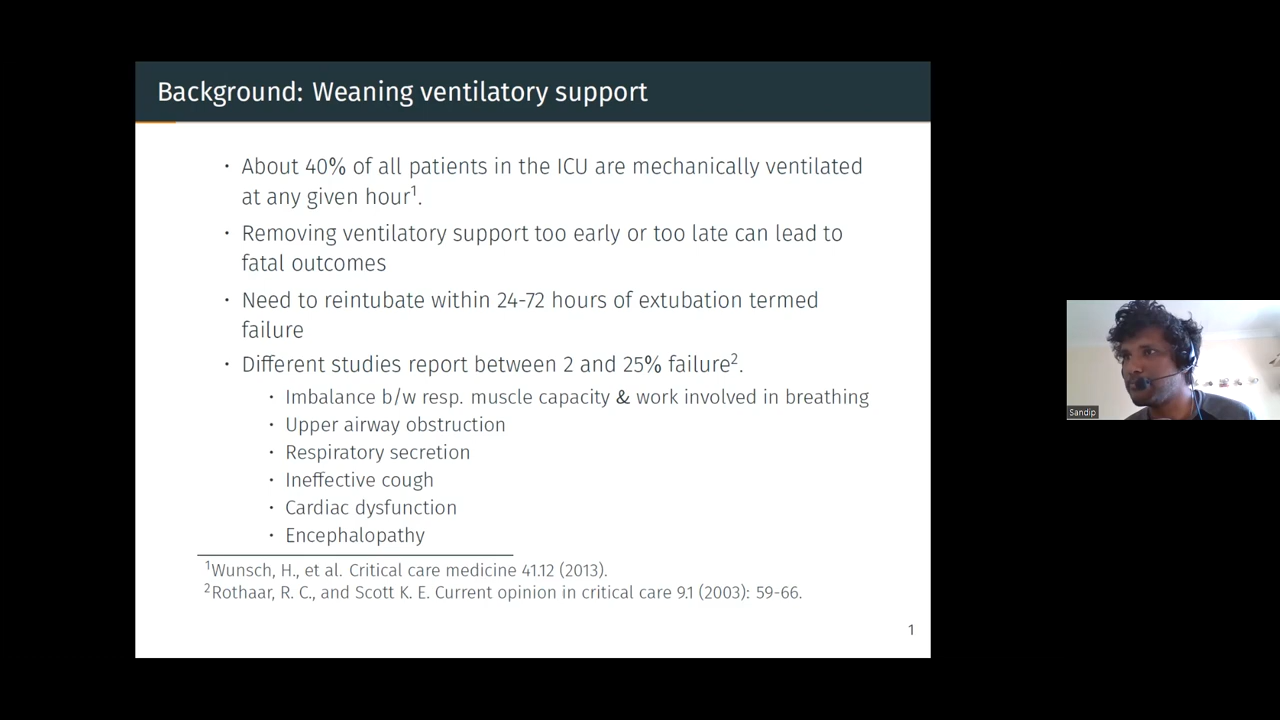 Background: Weaning ventilatory support
· About 40% of all patients in the ICU are mechanically ventilated
at any given hour¹.
· Removing ventilatory support too early or too late can lead to
fatal outcomes
· Need to reintubate within 24-72 hours of extubation termed
failure
· Different studies report between 2 and 25% failure².
· Imbalance b/w resp. muscle capacity & work involved in breathing
· Upper airway obstruction
· Respiratory secretion
· Ineffective cough
· Cardiac dysfunction
· Encephalopathy
¹Wunsch, H., et al. Critical care medicine 41.12 (2013).
²Rothaar, R. C., and Scott K. E. Current opinion in critical care 9.1 (2003): 59-66.
1
Sandip